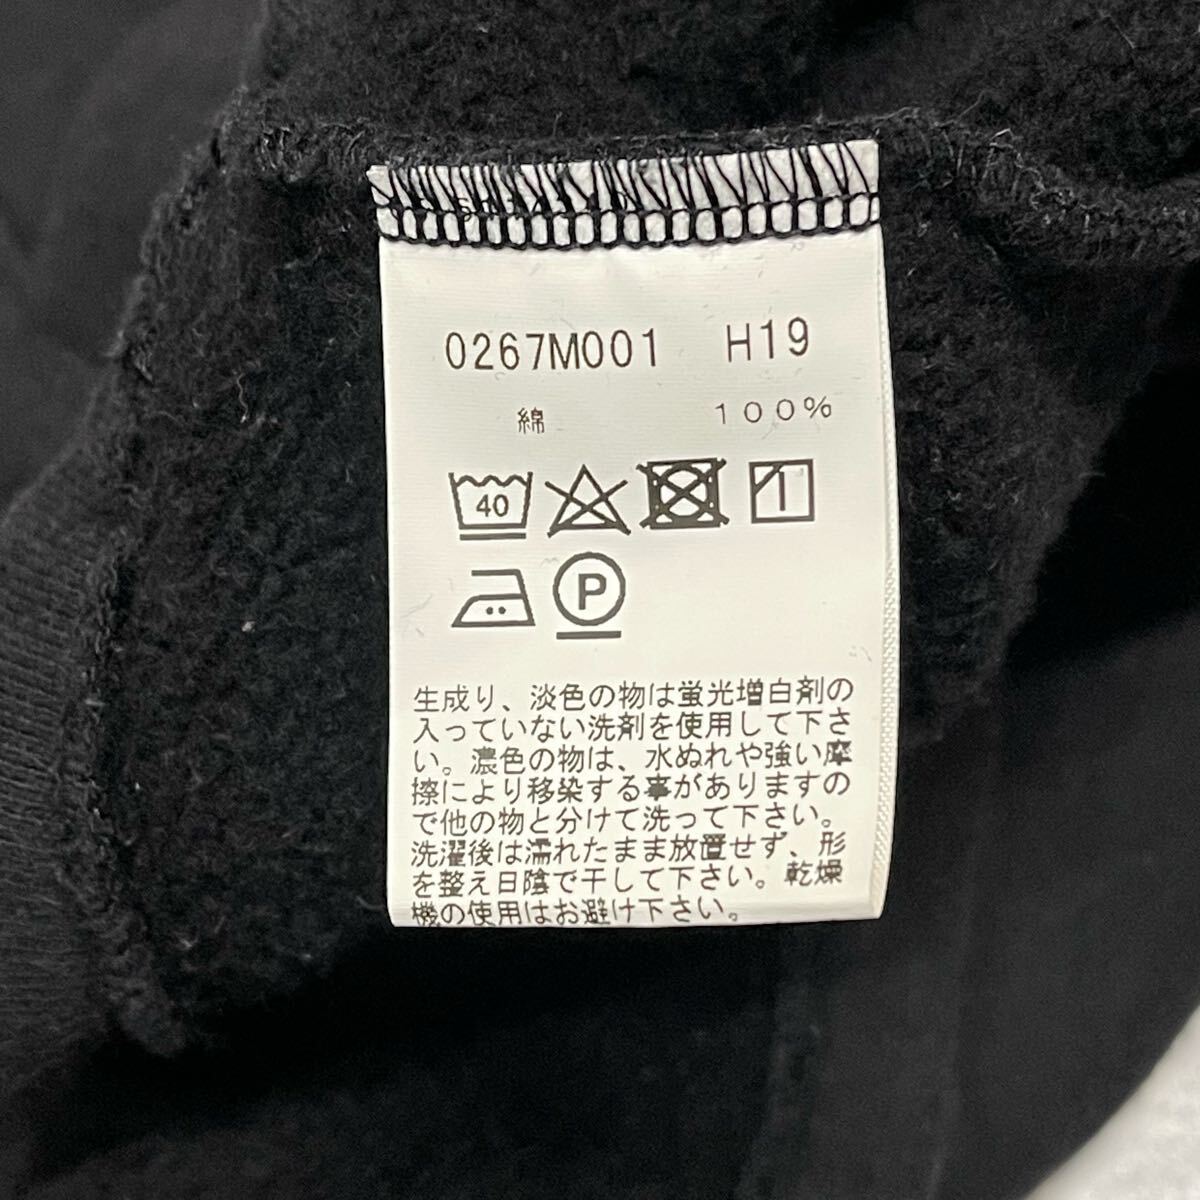 0267M001 H19
綿 100%
40
P
生成り、淡色の物は蛍光増白剤の
入っていない洗剤を使用して下さ
い。濃色の物は、水ぬれや強い摩
擦により移染する事がありますの
で他の物と分けて洗って下さい。
洗濯後は濡れたまま放置せず、形
を整え日陰で干して下さい。乾燥
機の使用はお避け下さい。